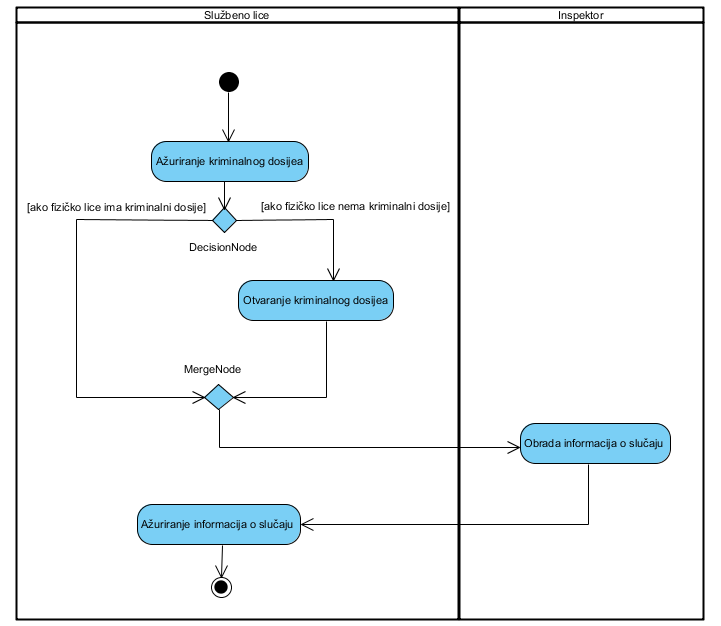 Službeno lice
Inspektor
Ažuriranje kriminalnog dosijea
[ako fizičko lice ima kriminalni dosije]
[ako fizičko lice nema kriminalni dosije]
DecisionNode
Otvaranje kriminalnog dosijea
MergeNode
Obrada informacija o slučaju
Ažuriranje informacija o slučaju